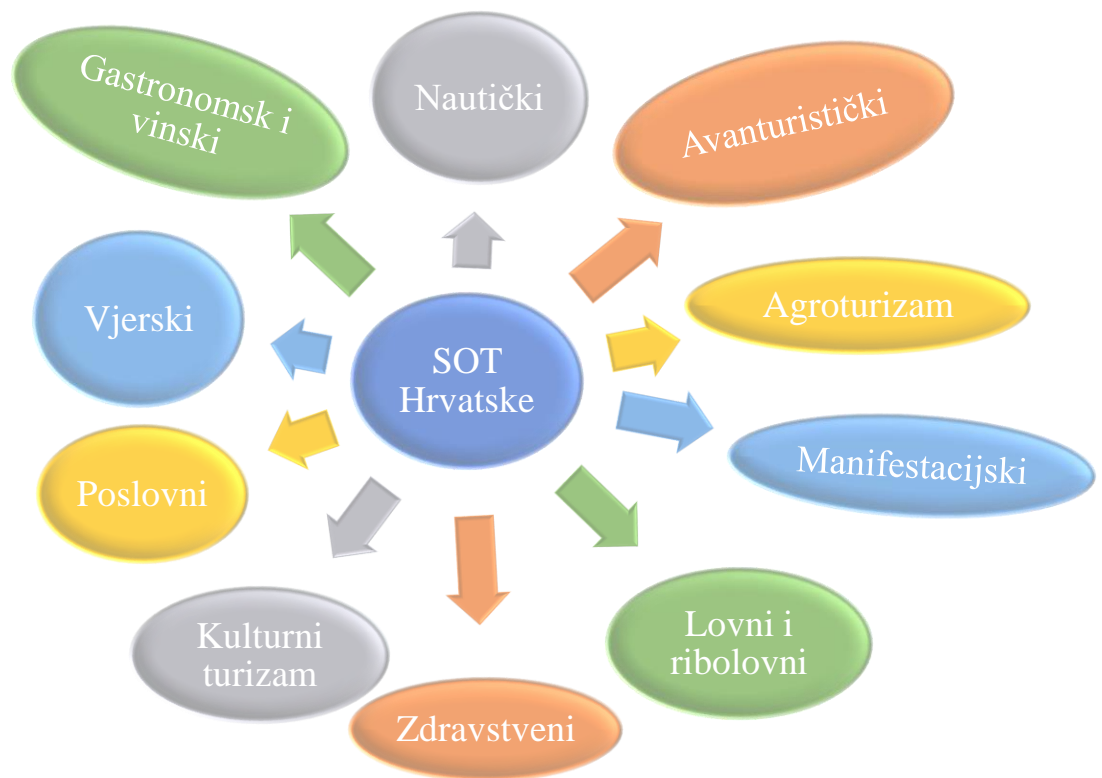 Gastronomsk i
vinski
Nautički
Avanturistički
Vjerski
SOT
Hrvatske
Agroturizam
Poslovni
Manifestacijski
Kulturni
turizam
Zdravstveni
Lovni i
ribolovni